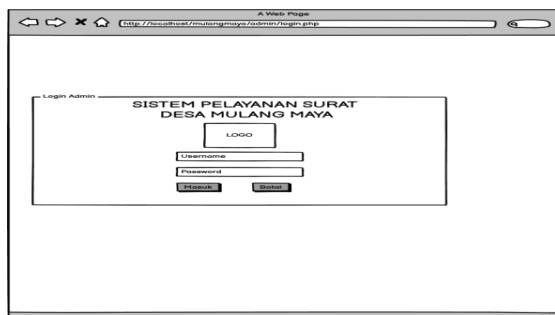 A Web Page
http://localhost/mulangmaya/admin/login.php
Login Admin
SISTEM PELAYANAN SURAT
DESA MULANG MAYA
LOGO
Username
Password
Masuk Batal